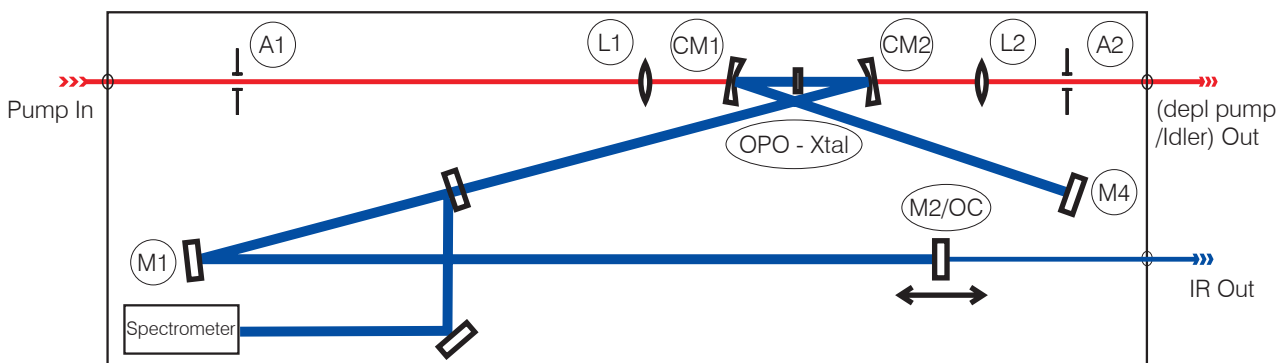 A1
L1
CM1
CM2
L2
A2
Pump In
(depl pump
/Idler) Out
OPO - Xtal
M4
M2/OC
M1
IR Out
Spectrometer